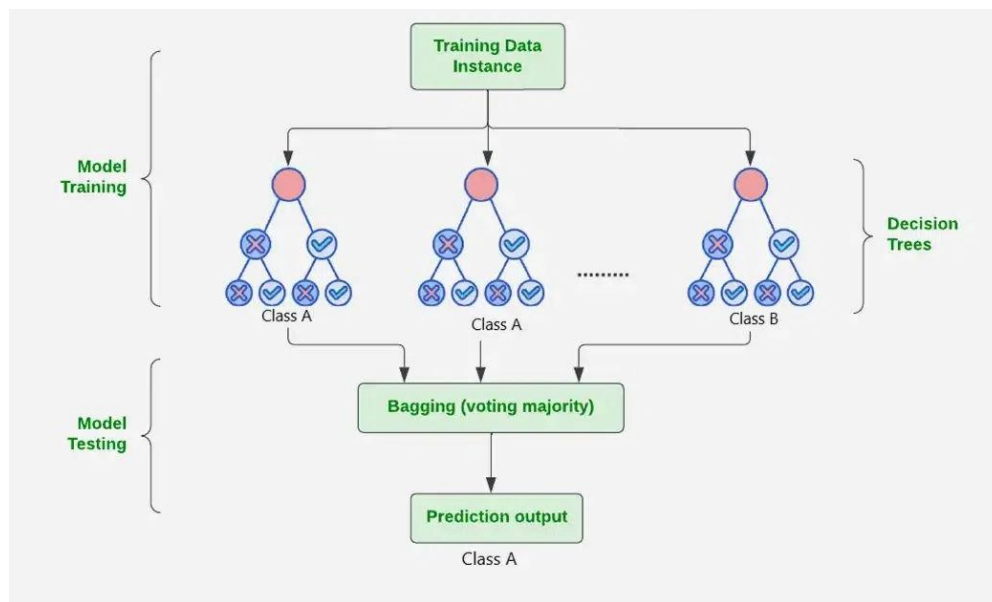 Training Data
Instance
Model
Training
Decision
Trees
.........
Class A
Class A
Class B
Bagging (voting majority)
Model
Testing
Prediction output
Class A